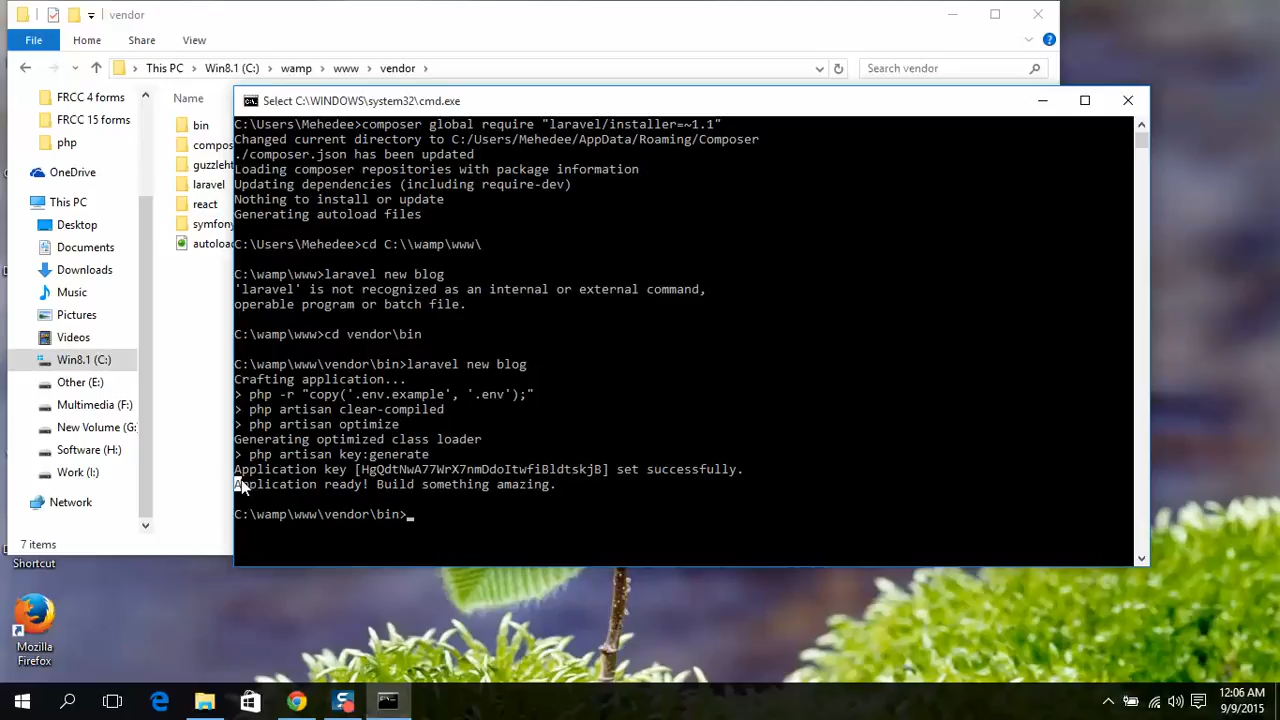 vendor
File
Home
Share
View
This PC
Win8.1 (C:)
wamp
www
vendor
Search vendor
FRCC 4 forms
FRCC 15 forms
php
OneDrive
This PC
Desktop
Documents
Downloads
Music
Pictures
Videos
Win8.1 (C:)
Other (E:)
Multimedia (F:)
New Volume (G:
Software (H:)
Work (I:)
Network
7 items
Name
bin
compos
guzzleht
laravel
react
symfony
autoload
Select C:\WINDOWS\system32\cmd.exe
C:\Users\Mehedee>composer global require "laravel/installer=~1.1"
Changed current directory to C:/Users/Mehedee/AppData/Roaming/Composer
./composer.json has been updated
Loading composer repositories with package information
Updating dependencies (including require-dev)
Nothing to install or update
Generating autoload files
C:\Users\Mehedee>cd C:\\wamp\www\
C:\wamp\www>laravel new blog
'laravel' is not recognized as an internal or external command,
operable program or batch file.
C:\wamp\www>cd vendor\bin
C:\wamp\www\vendor\bin>laravel new blog
Crafting application...
> php -r "copy('.env.example', '.env');"
> php artisan clear-compiled
> php artisan optimize
Generating optimized class loader
> php artisan key:generate
Application key [HgQdtNwA77WrX7nmDdoItwfiBldtskjB] set successfully.
Application ready! Build something amazing.
C:\wamp\www\vendor\bin>_
Shortcut
Mozilla
Firefox
12:06 AM
9/9/2015